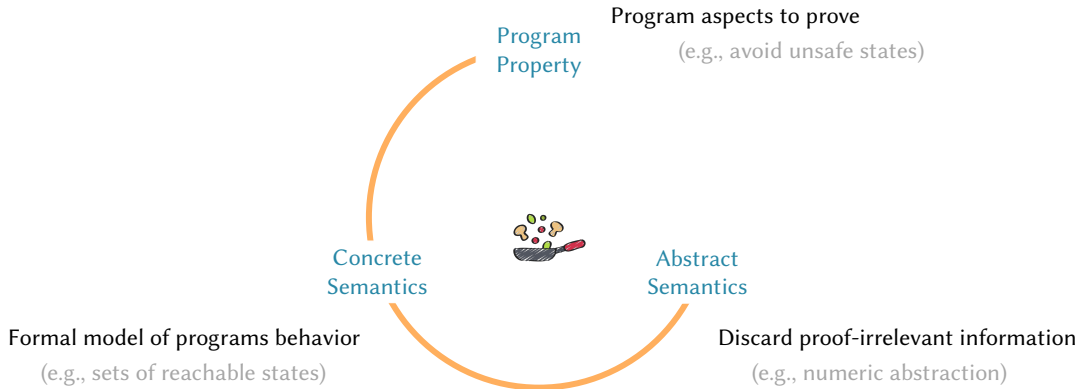 Program aspects to prove
Program
Property
(e.g., avoid unsafe states)
Concrete
Semantics
Abstract
Semantics
Formal model of programs behavior
(e.g., sets of reachable states)
Discard proof-irrelevant information
(e.g., numeric abstraction)